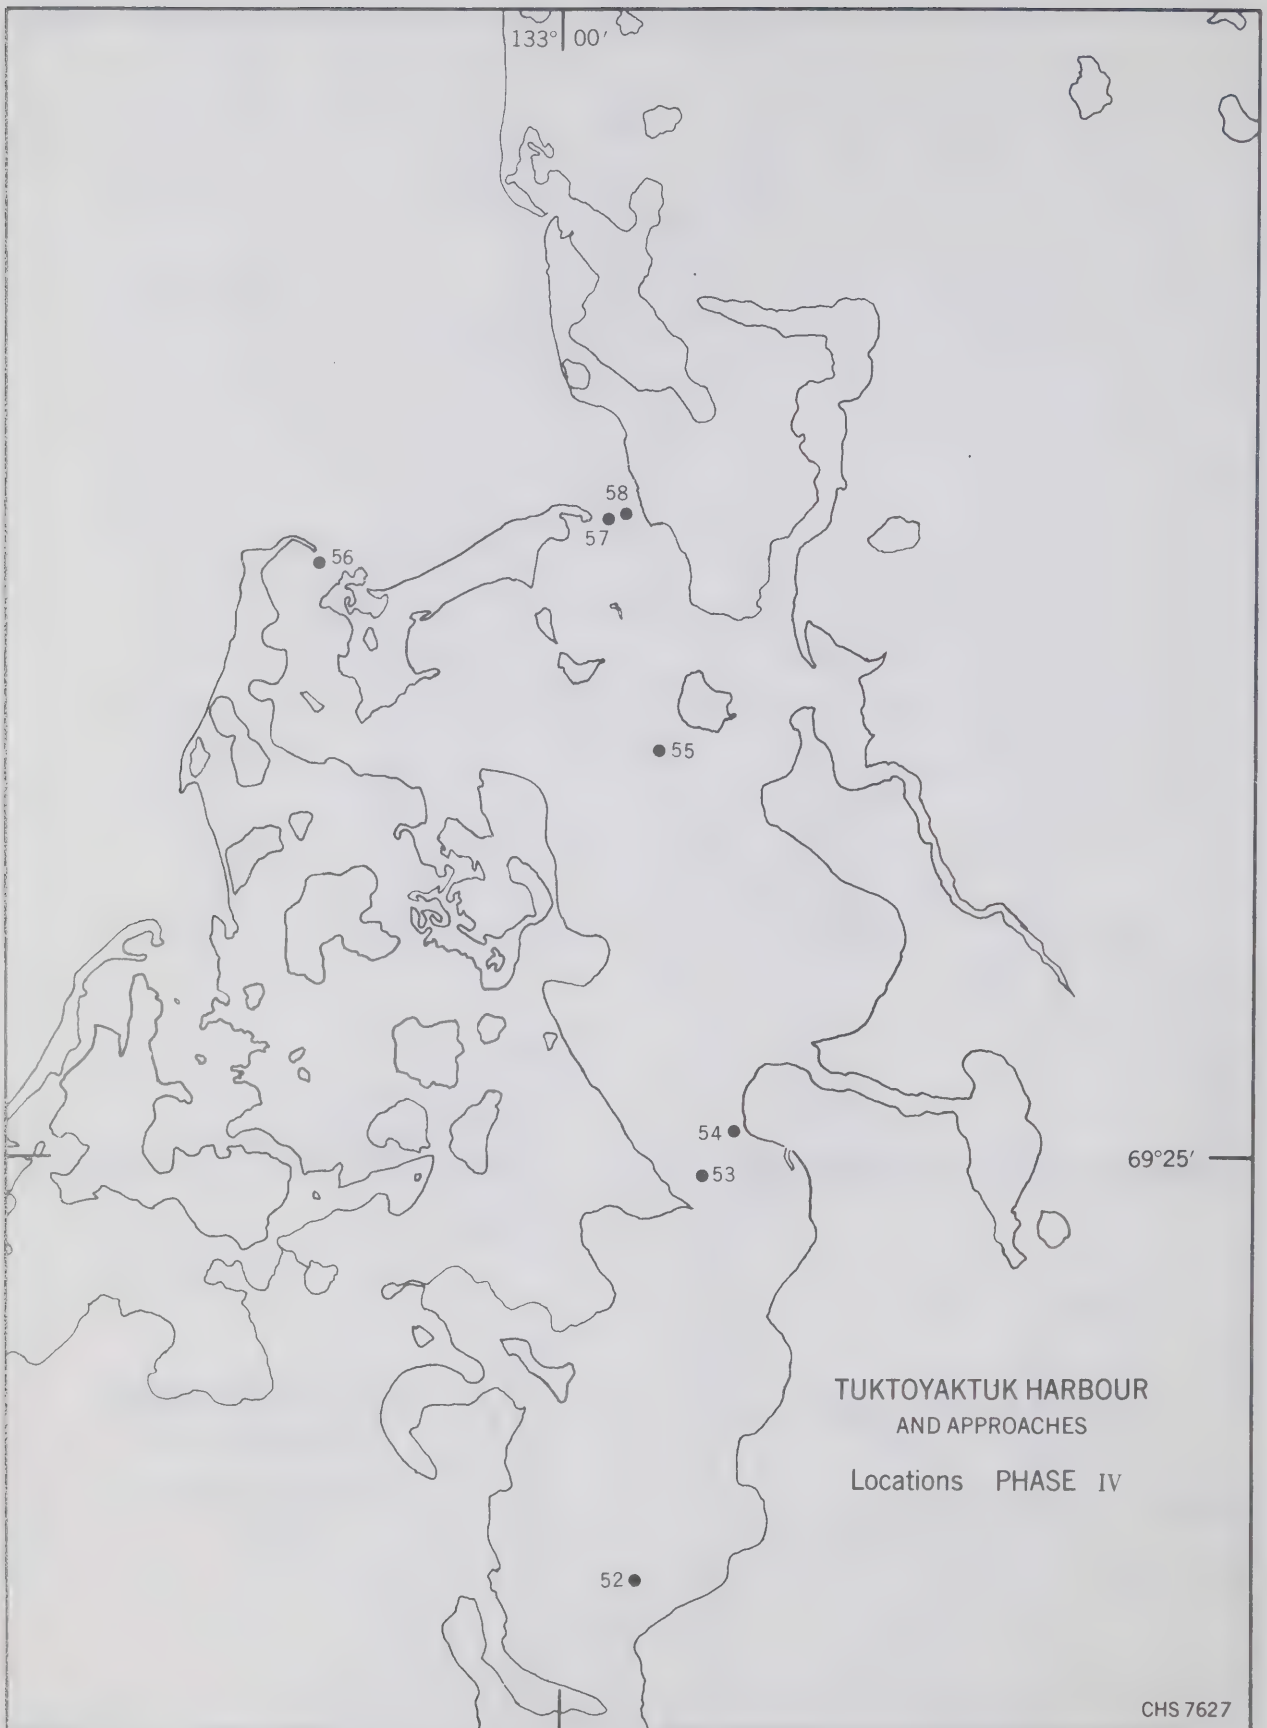 133° 00'
58
57
56
55
54
53
69°25'
TUKTOYAKTUK HARBOUR
AND APPROACHES
Locations PHASE IV
52
CHS 7627